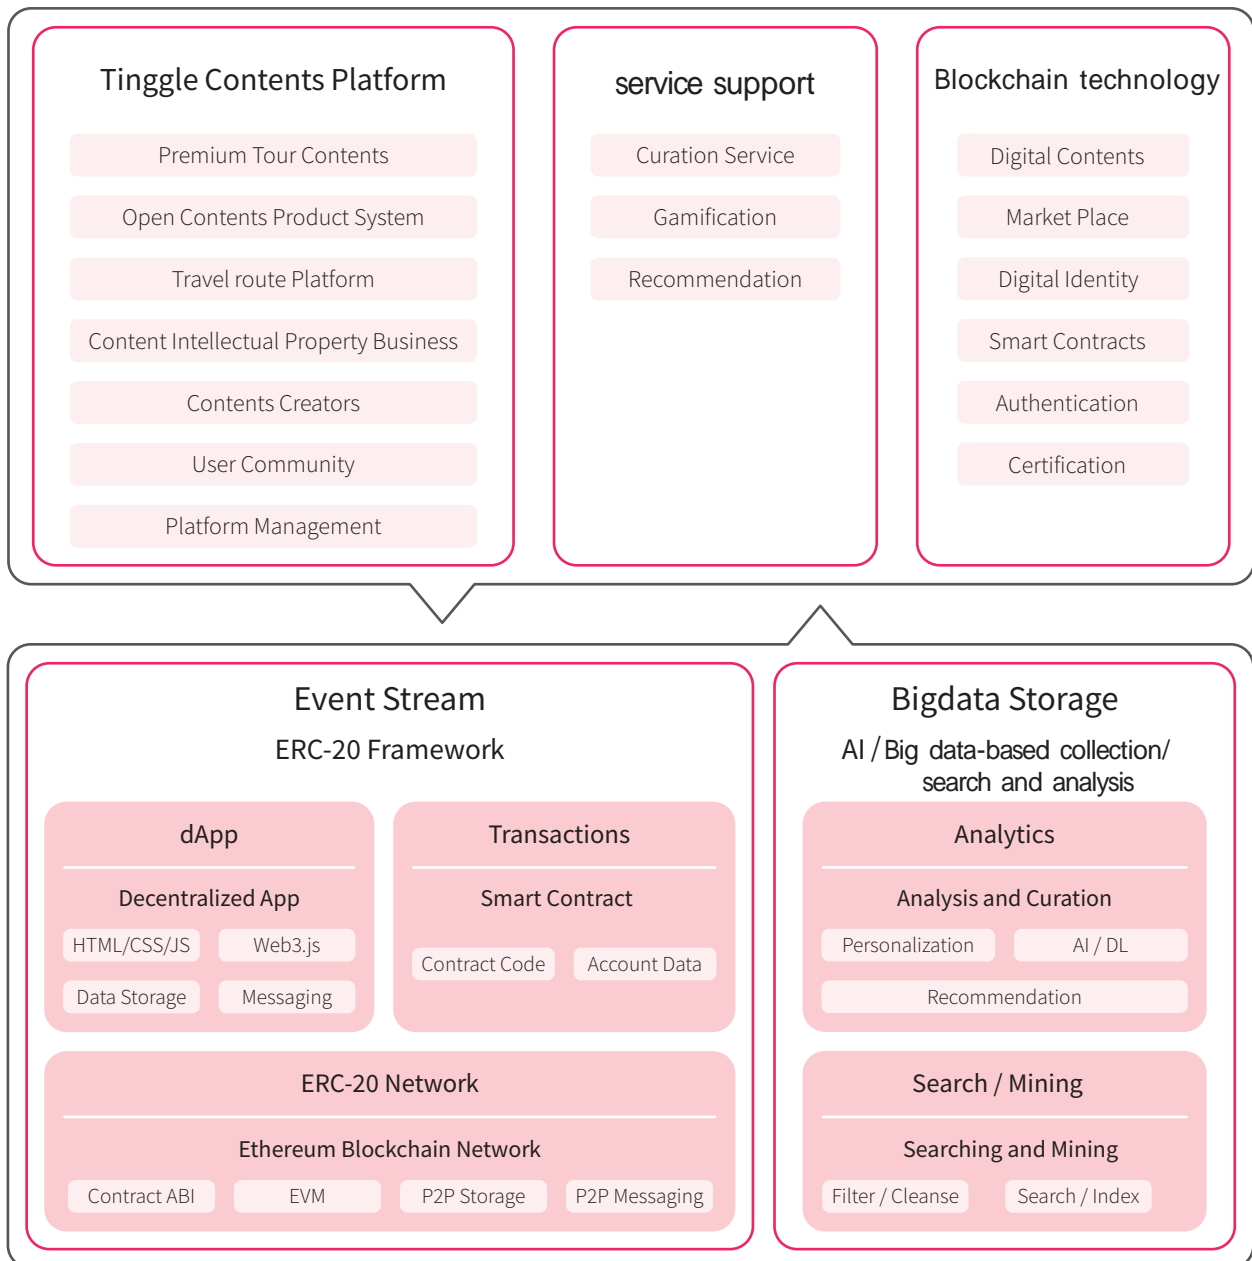 Tinggle Contents Platform
Premium Tour Contents
Open Contents Product System
Travel route Platform
Content Intellectual Property Business
Contents Creators
User Community
Platform Management
service support
Curation Service
Gamification
Recommendation
Blockchain technology
Digital Contents
Market Place
Digital Identity
Smart Contracts
Authentication
Certification
Event Stream
ERC-20 Framework
dApp
Decentralized App
HTML/CSS/JS
Web3.js
Data Storage
Messaging
Transactions
Smart Contract
Contract Code
Account Data
ERC-20 Network
Ethereum Blockchain Network
Contract ABI
EVM
P2P Storage
P2P Messaging
Bigdata Storage
AI / Big data-based collection/
search and analysis
Analytics
Analysis and Curation
Personalization
AI / DL
Recommendation
Search / Mining
Searching and Mining
Filter / Cleanse
Search / Index